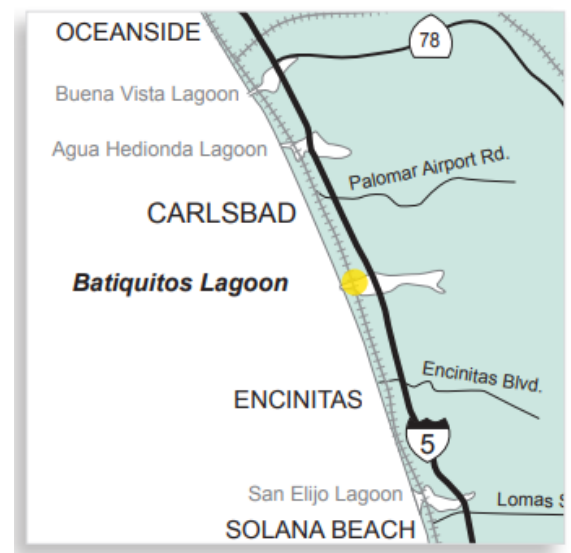 OCEANSIDE
78
Buena Vista Lagoon
Agua Hedionda Lagoon
Palomar Airport Rd.
CARLSBAD
Batiquitos Lagoon
Encinitas Blvd.
ENCINITAS
5
San Elijo Lagoon
Lomas
SOLANA BEACH